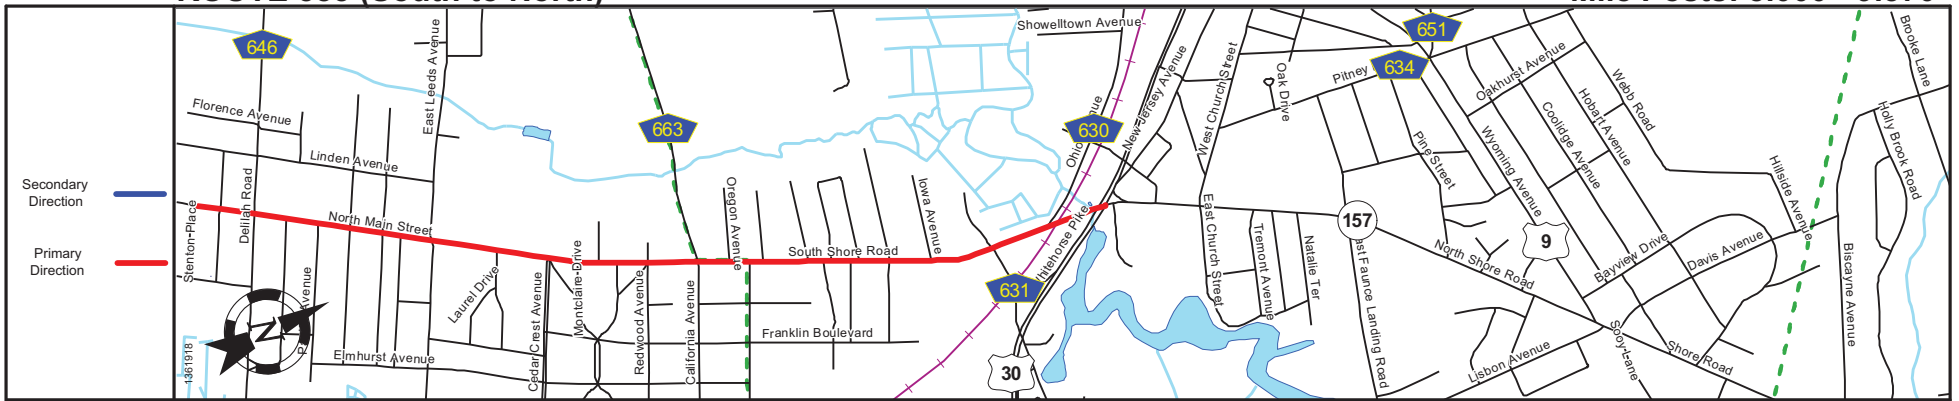 Secondary
Direction
Primary
Direction
646
Florence Avenue
Linden Avenue
East Leeds Avenue
Delilah Road
Stenton Place
North Main Street
Elmhurst Avenue
1361918
Laurel Drive
Cedar Crest Avenue
Montclaire Drive
Redwood Avenue
California Avenue
663
Oregon Avenue
South Shore Road
Iowa Avenue
Franklin Boulevard
Showelltown Avenue
630
New Jersey Avenue
Whitehorse Pike
631
30
West Church Street
East Church Street
Oak Drive
Tremont Avenue
Natalie Ter
157
Pitney
634
651
Oakhurst Avenue
Pine Street
Wyoming Avenue
Coolidge Avenue
Hobart Avenue
Webb Road
9
North Shore Road
Bayview Drive
Davis Avenue
Hillside Avenue
Lisbon Avenue
Sooy Lane
Shore Road
Biscayne Avenue
Holly Brook Road
Brooke Lane